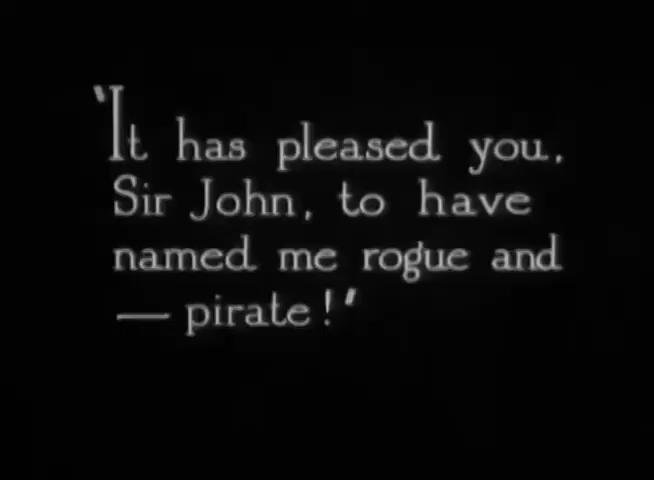 "It has pleased you,
Sir John, to have
named me rogue and
— pirate!"